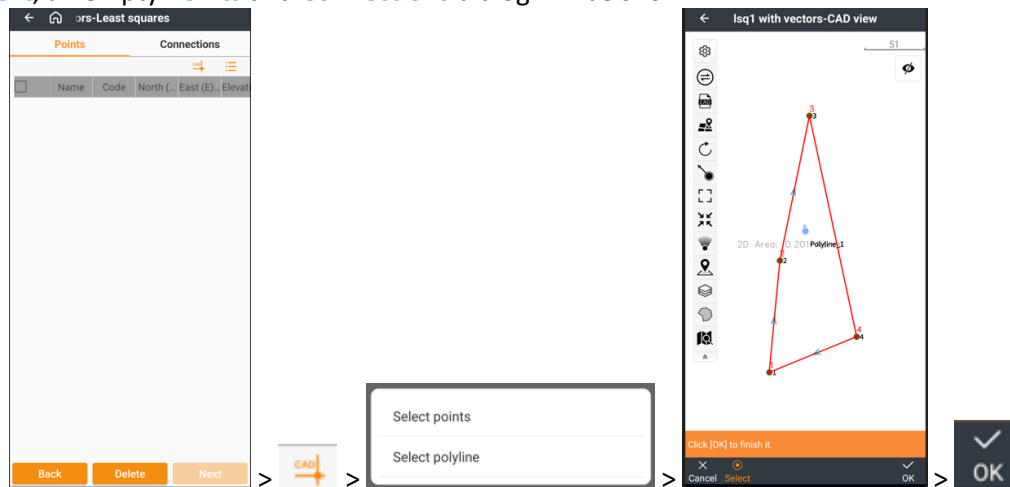 ors-Least squares
Points Connections
CAD
Name Code North (... East (E)... Elevati
Back Delete Next
>
CAD
>
Select points
Select polyline
>
lsq1 with vectors-CAD view
51
CAD
3
3
2D Area: 0.201 Polyline_1
2
4
4
1
Click [OK] to finish it.
Cancel Select OK
>
OK